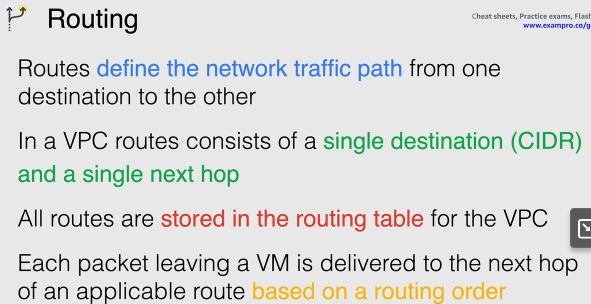 Routing
Cheat sheets, Practice exams, Flash
www.exampro.co/g
Routes define the network traffic path from one
destination to the other
In a VPC routes consists of a single destination (CIDR)
and a single next hop
All routes are stored in the routing table for the VPC
Each packet leaving a VM is delivered to the next hop
of an applicable route based on a routing order